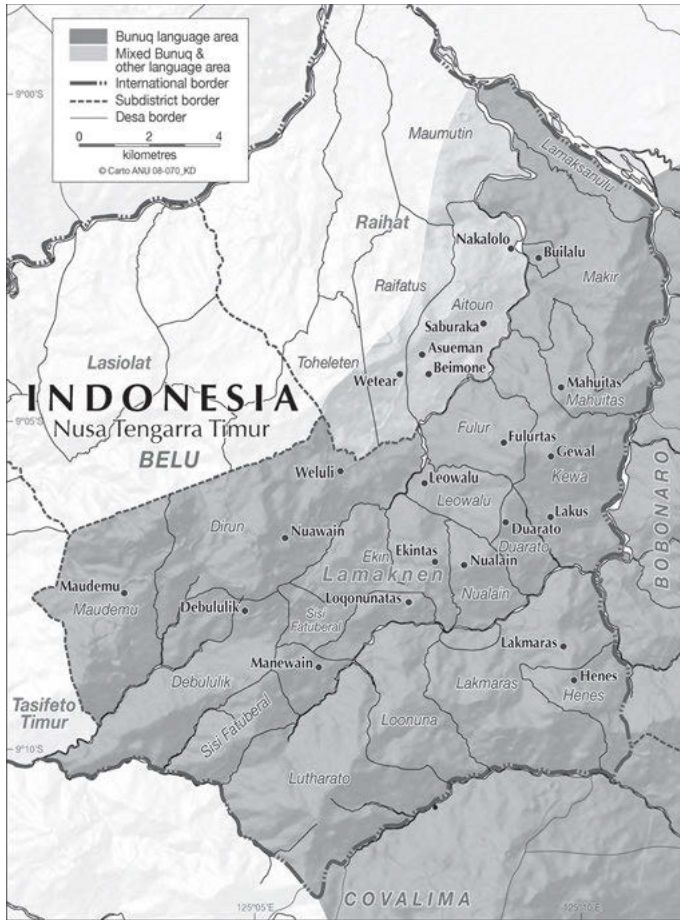 Bunuq language area
Mixed Bunuq &
other language area
International border
Subdistrict border
Desa border
0 2 4
kilometres
© Carto ANU 08-070_KD
9°00'S
Maumutin
Lamaksanulu
Raihat
Nakalolo
Builalu
Makir
Raifatus
Aitoun
Saburaka
Asueman
Lasiolat
Toheleten
Wetear
Beimone
Mahuitas
Mahuitas
INDONESIA
Nusa Tengarra Timur
9°05'S
BELU
Fulur
Fulurtas
Gewal
Weluli
Kewa
Leowalu
Leowalu
Dirun
Lakus
Duarato
Duarato
Nuawain
BOBONARO
Ekin
Ekintas
Nualain
Lamaknen
Nualain
Maudemu
Maudemu
Debululik
Sisi
Fatuberal
Loqonunatas
Lakmaras
Manewain
Debululik
Lakmaras
Henes
Henes
Tasifeto
Timur
Sisi Fatuberal
Loonuna
9°10'S
Lutharato
COVALIMA
125°05'E
125°10'E